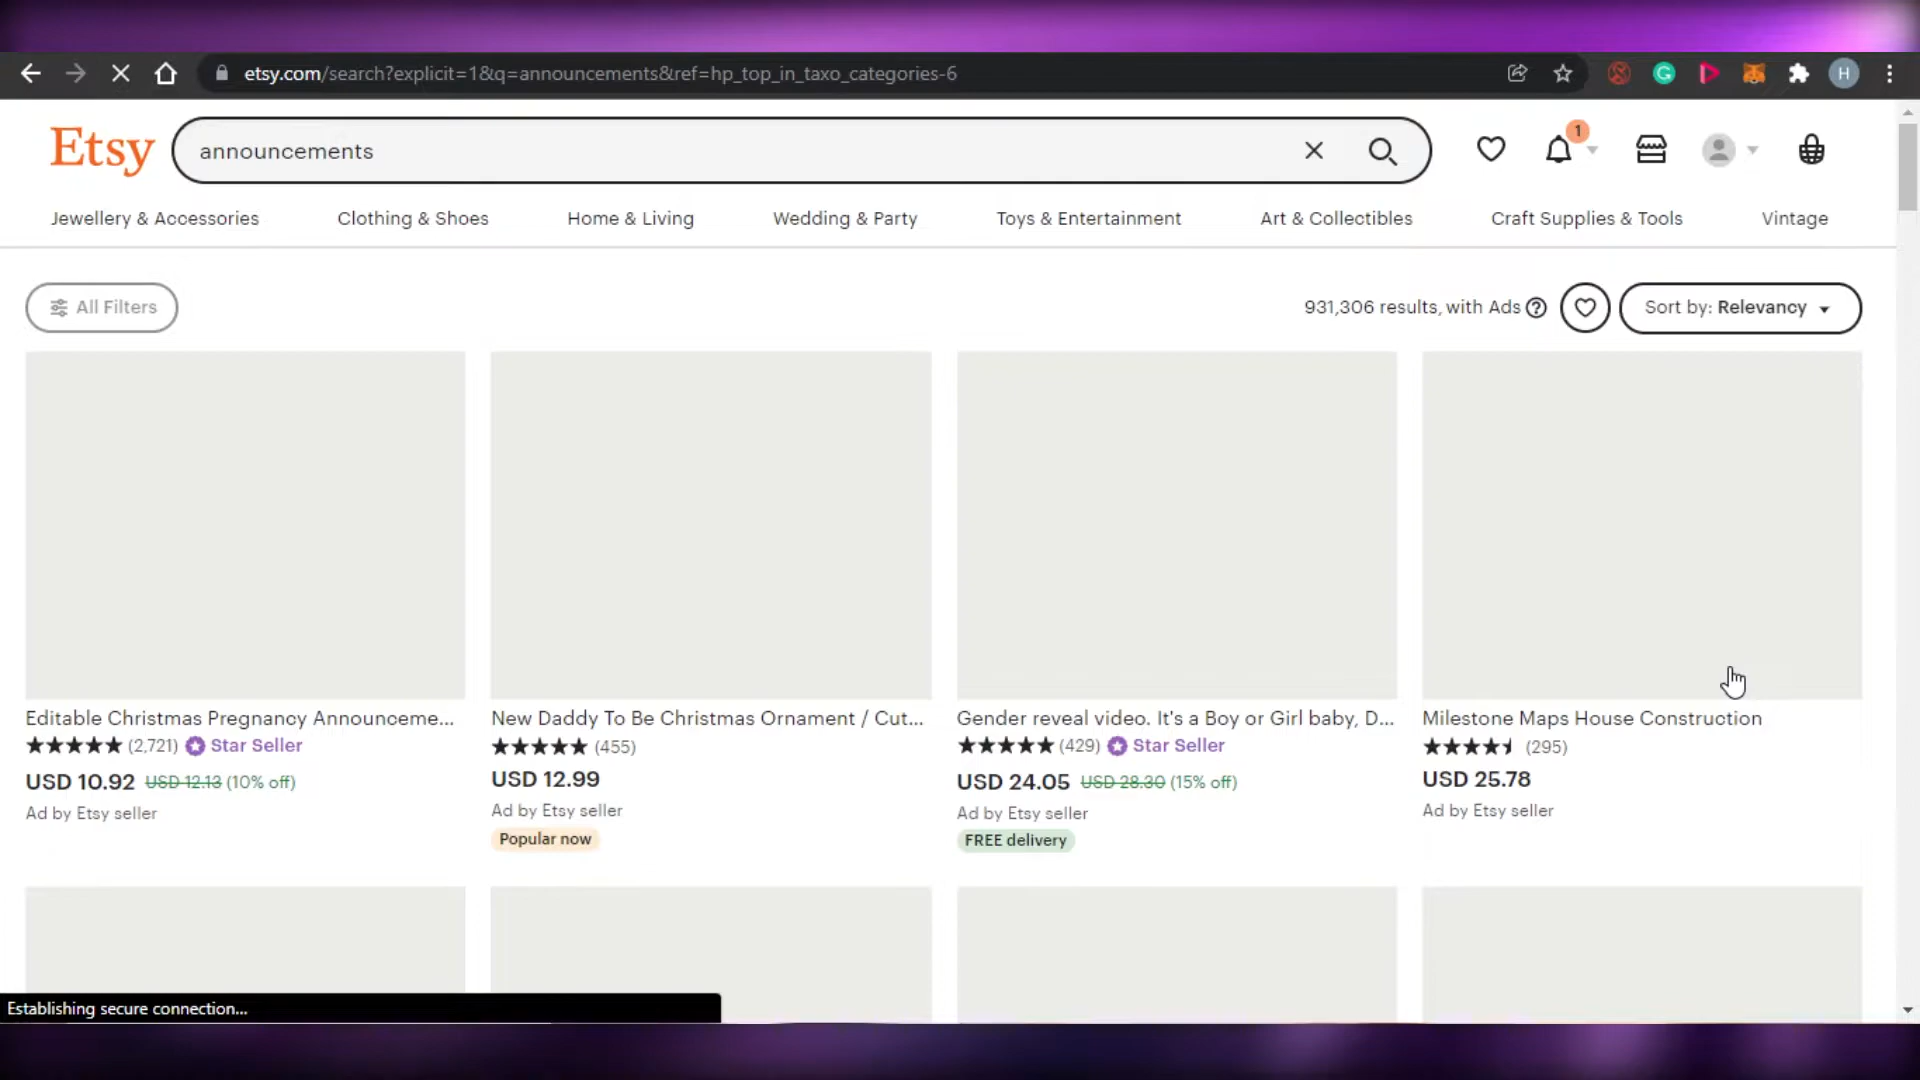 etsy.com/search?explicit=1&q=announcements&ref=hp_top_in_taxo_categories-6
H
Etsy
announcements
1
Jewellery & Accessories Clothing & Shoes Home & Living Wedding & Party Toys & Entertainment Art & Collectibles Craft Supplies & Tools Vintage
All Filters
931,306 results, with Ads ?
Sort by: Relevancy
Editable Christmas Pregnancy Announceme...
(2,721) Star Seller
USD 10.92 USD 12.13 (10% off)
Ad by Etsy seller
New Daddy To Be Christmas Ornament / Cut...
(455)
USD 12.99
Ad by Etsy seller
Popular now
Gender reveal video. It's a Boy or Girl baby, D...
(429) Star Seller
USD 24.05 USD 28.30 (15% off)
Ad by Etsy seller
FREE delivery
Milestone Maps House Construction
(295)
USD 25.78
Ad by Etsy seller
Establishing secure connection...